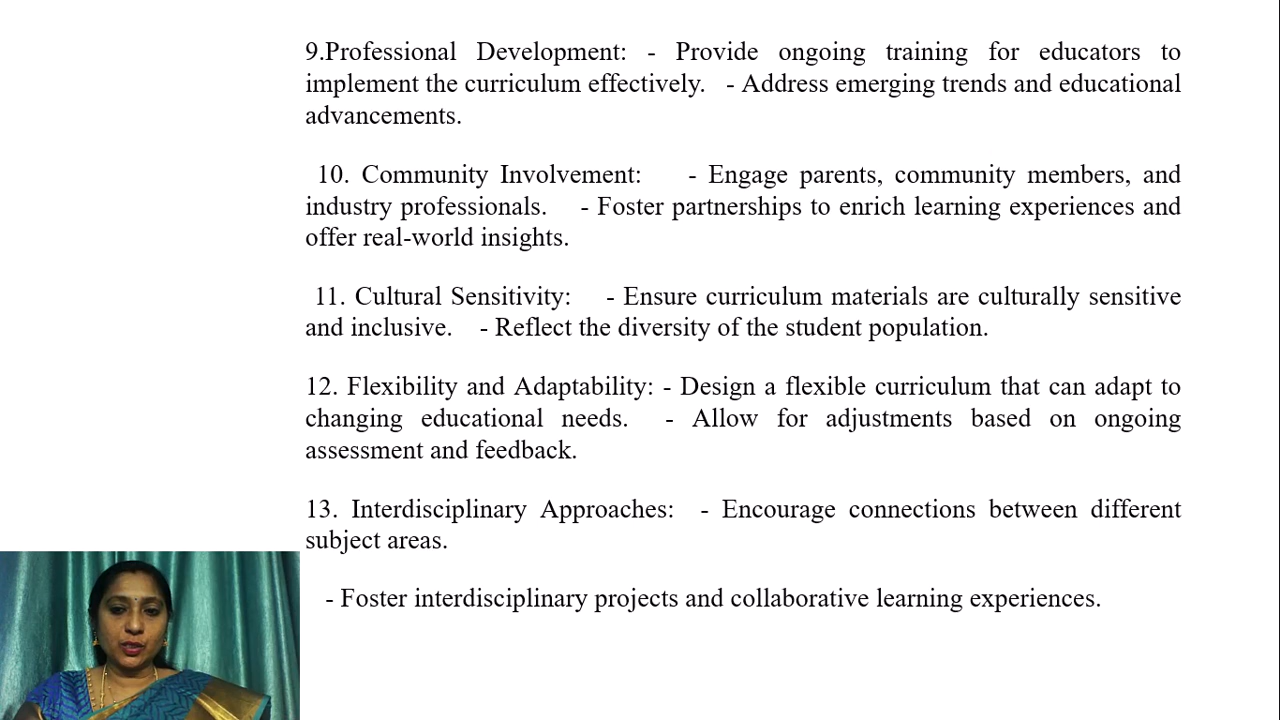 9.Professional Development: - Provide ongoing training for educators to
implement the curriculum effectively. - Address emerging trends and educational
advancements.
10. Community Involvement: - Engage parents, community members, and
industry professionals. - Foster partnerships to enrich learning experiences and
offer real-world insights.
11. Cultural Sensitivity: - Ensure curriculum materials are culturally sensitive
and inclusive. - Reflect the diversity of the student population.
12. Flexibility and Adaptability: - Design a flexible curriculum that can adapt to
changing educational needs. - Allow for adjustments based on ongoing
assessment and feedback.
13. Interdisciplinary Approaches: - Encourage connections between different
subject areas.
- Foster interdisciplinary projects and collaborative learning experiences.